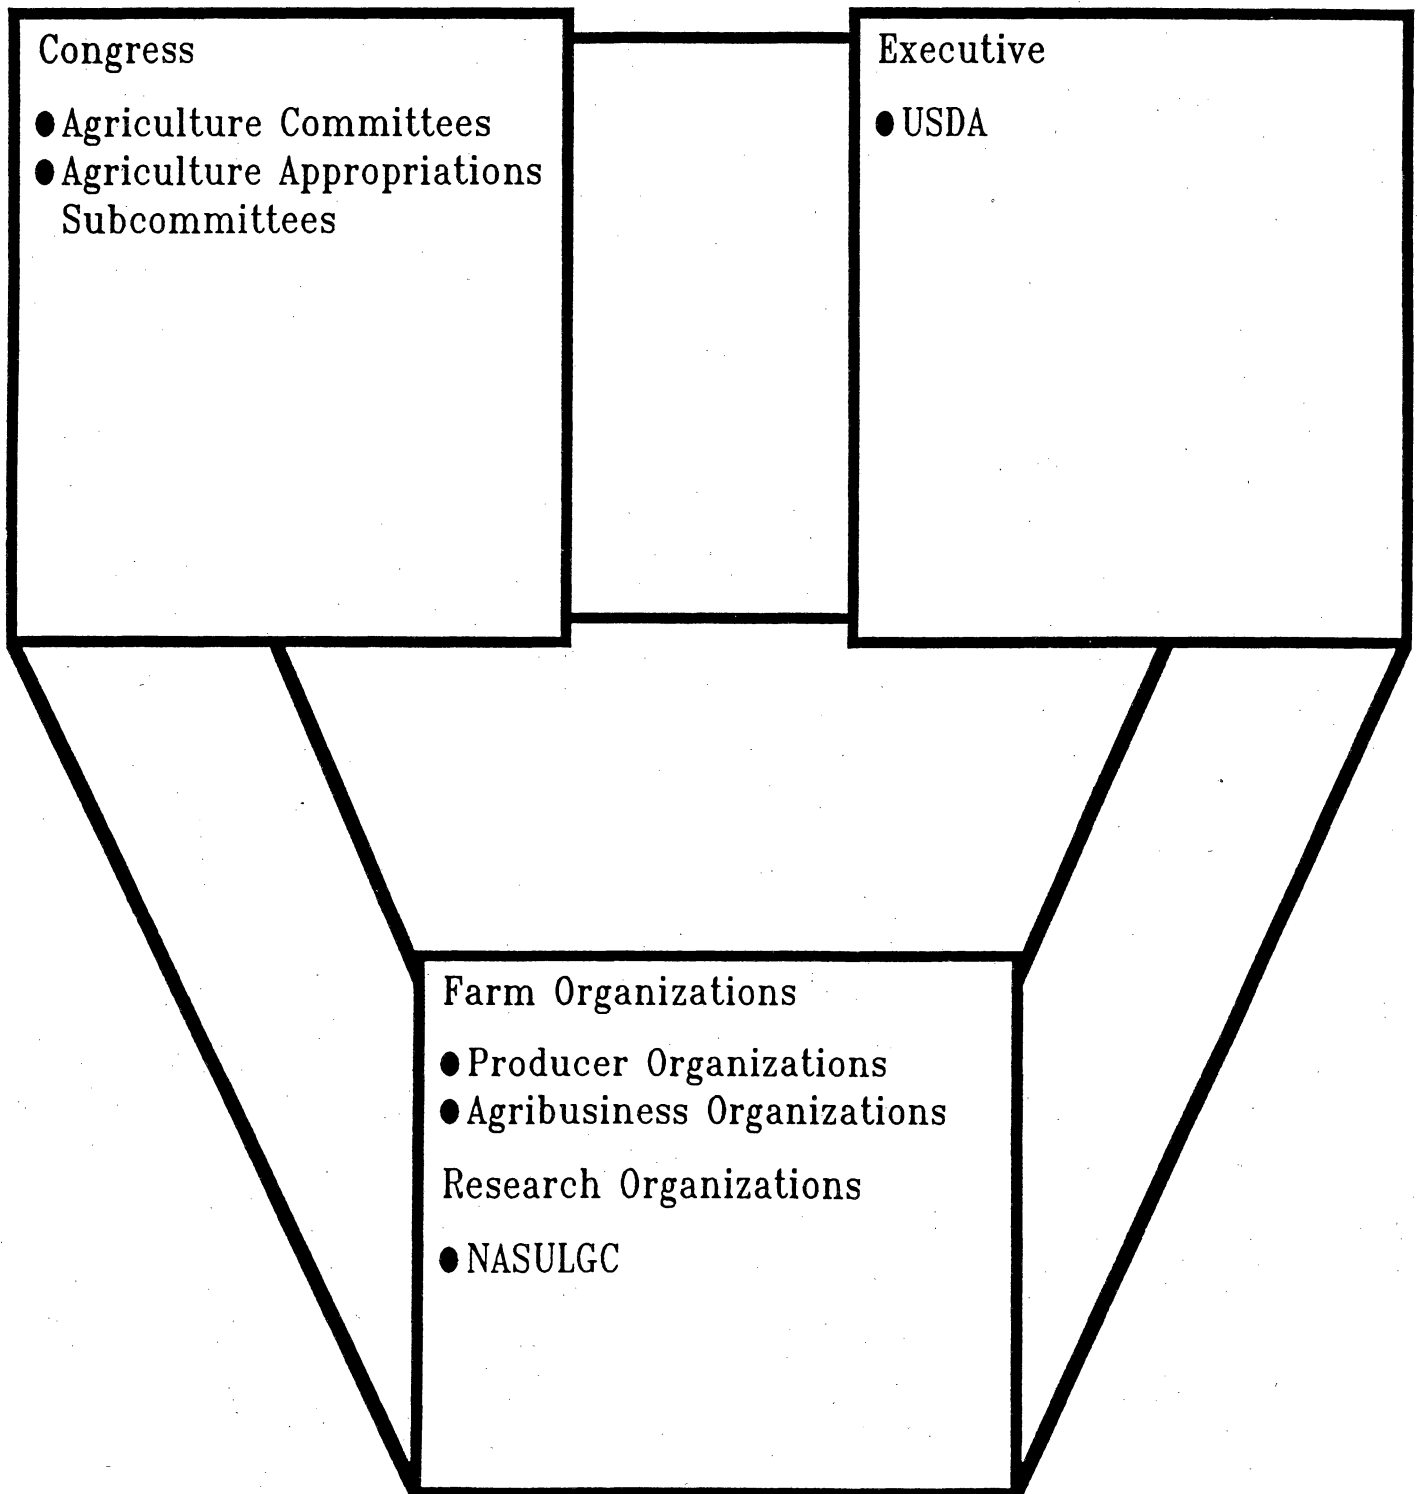 Congress
●Agriculture Committees
●Agriculture Appropriations
Subcommittees
Executive
●USDA
Farm Organizations
●Producer Organizations
●Agribusiness Organizations
Research Organizations
●NASULGC